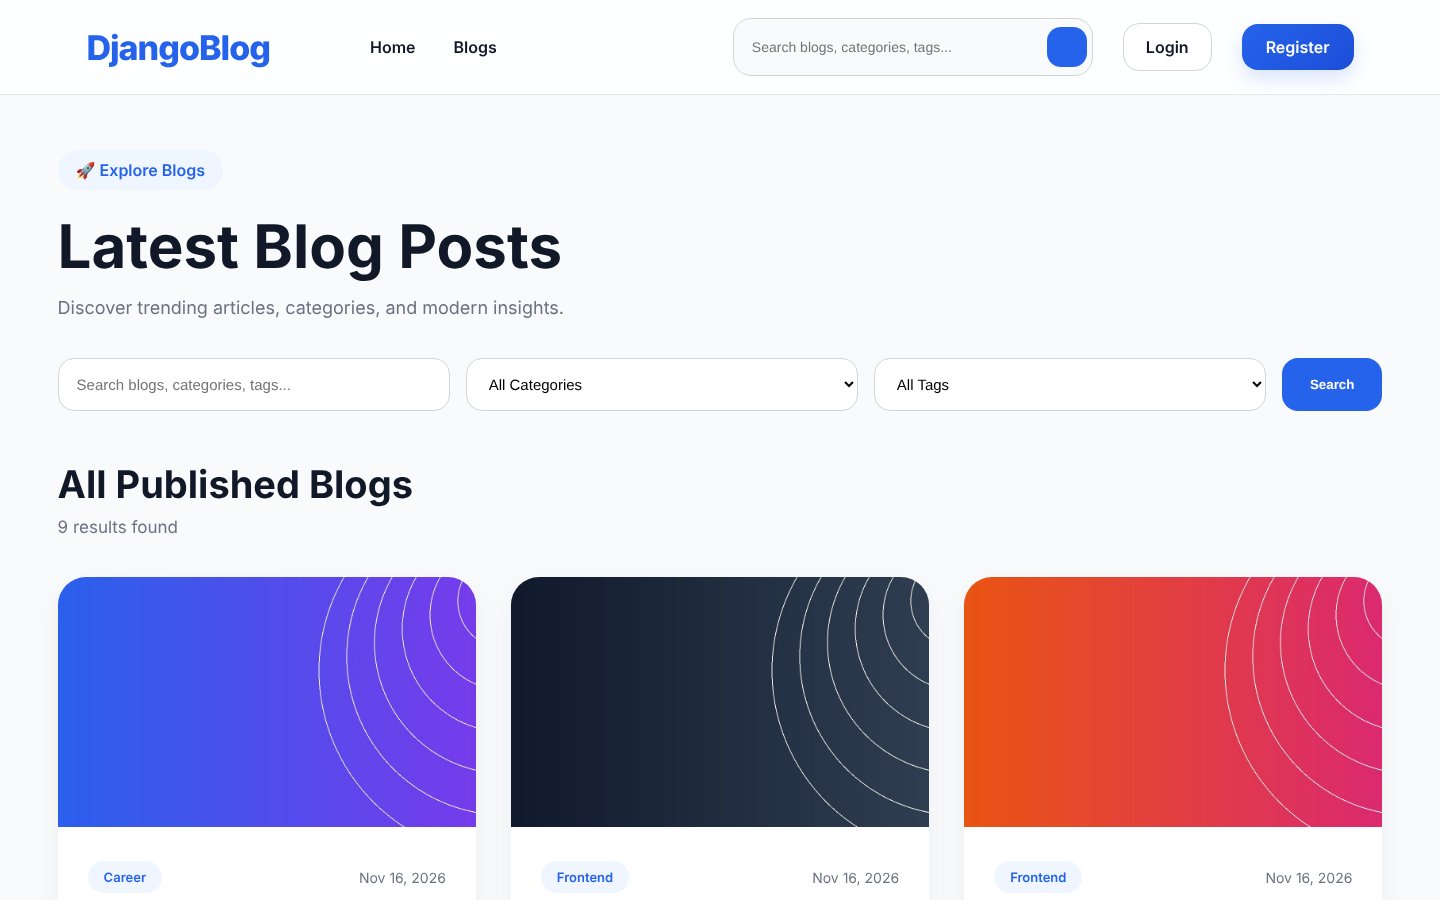 DjangoBlog
Home
Blogs
Search blogs, categories, tags...
Login
Register
🚀 Explore Blogs
Latest Blog Posts
Discover trending articles, categories, and modern insights.
Search blogs, categories, tags...
All Categories
All Tags
Search
All Published Blogs
9 results found
Career
Nov 16, 2026
Frontend
Nov 16, 2026
Frontend
Nov 16, 2026